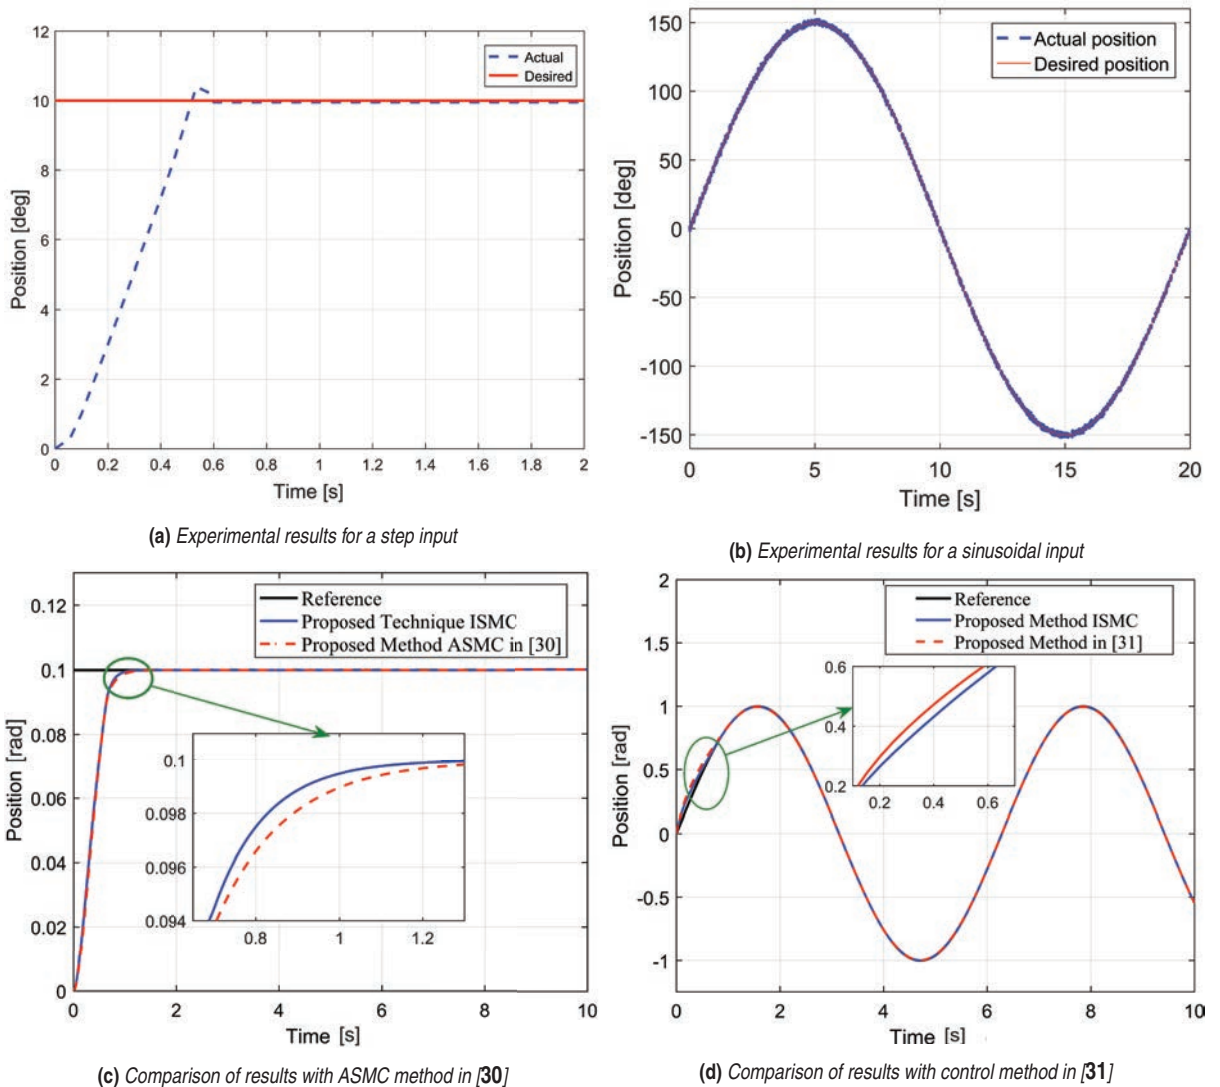 12
10
8
6
4
2
0
Position [deg]
Actual
Desired
0 0.2 0.4 0.6 0.8 1 1.2 1.4 1.6 1.8 2
Time [s]
(a) Experimental results for a step input
150
100
50
0
-50
-100
-150
Position [deg]
Actual position
Desired position
0 5 10 15 20
Time [s]
(b) Experimental results for a sinusoidal input
0.12
0.1
0.08
0.06
0.04
0.02
0
Position [rad]
Reference
Proposed Technique ISMC
Proposed Method ASMC in [30]
0.1
0.098
0.096
0.094
0.8 1 1.2
0 2 4 6 8 10
Time [s]
(c) Comparison of results with ASMC method in [30]
2
1.5
1
0.5
0
-0.5
-1
Position [rad]
Reference
Proposed Method ISMC
Proposed Method in [31]
0.6
0.4
0.2
0.2 0.4 0.6
0 2 4 6 8 10
Time [s]
(d) Comparison of results with control method in [31]